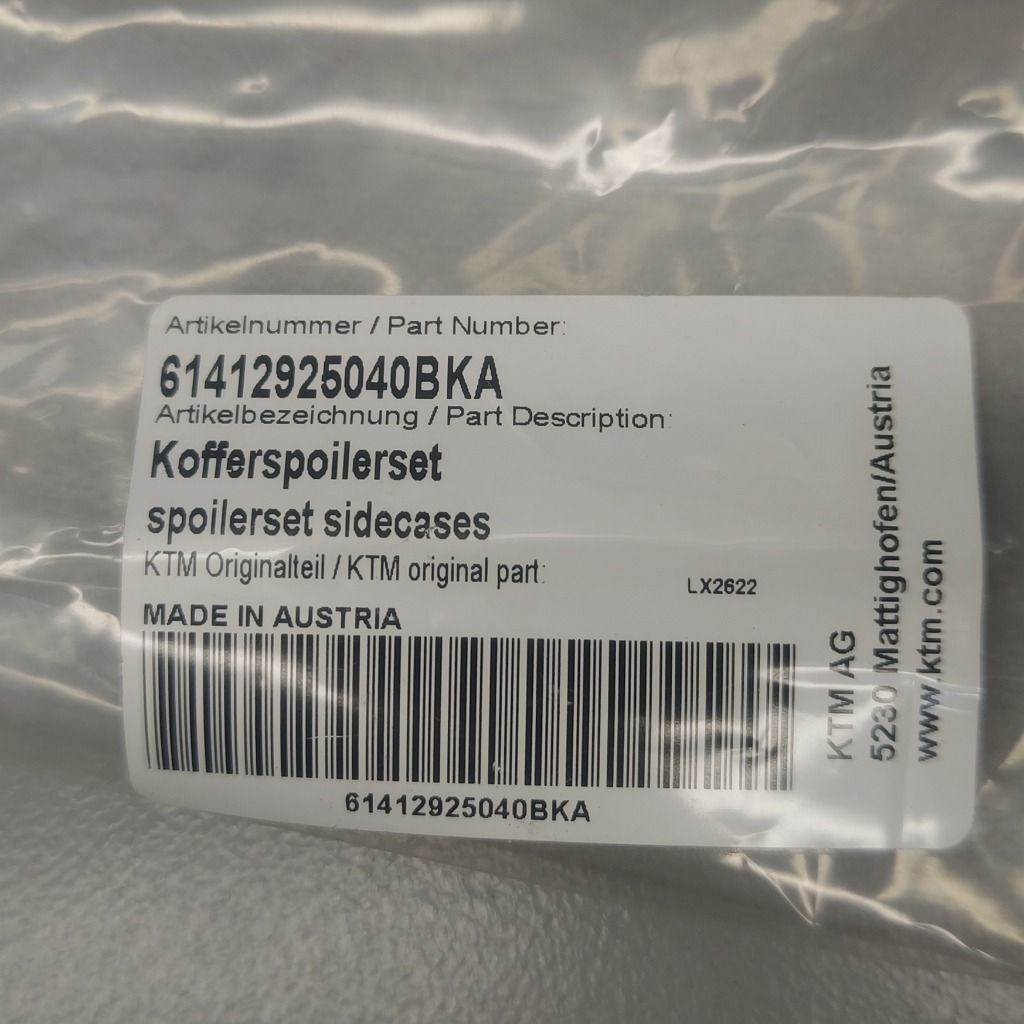 Artikelnummer / Part Number:
61412925040BKA
Artikelbezeichnung / Part Description:
Kofferspoilerset
spoilerset sidecases
KTM Originalteil / KTM original part:
LX2622
MADE IN AUSTRIA
61412925040BKA
KTM AG
5230 Mattighofen/Austria
www.ktm.com